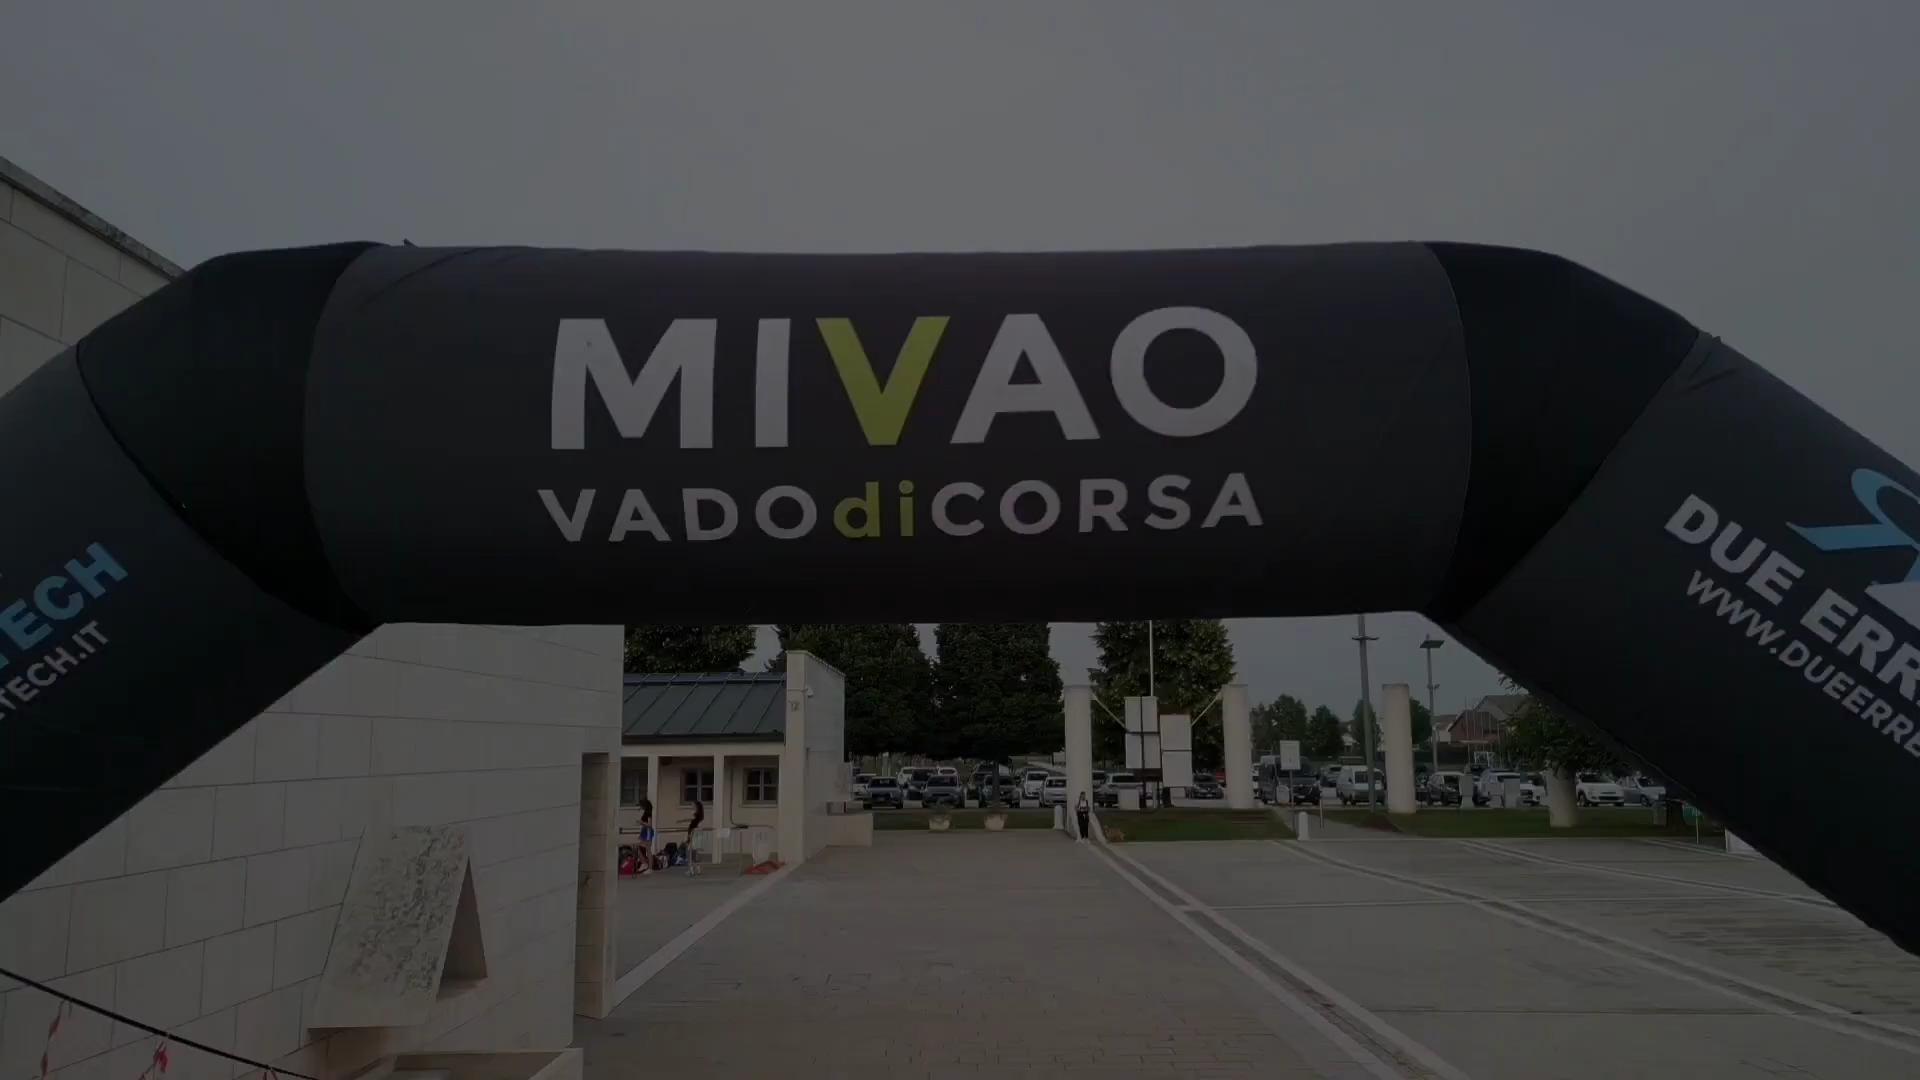 MIVAO
VADOdiCORSA
TECH
TECH.IT
DUE ERR
WWW.DUEERRE